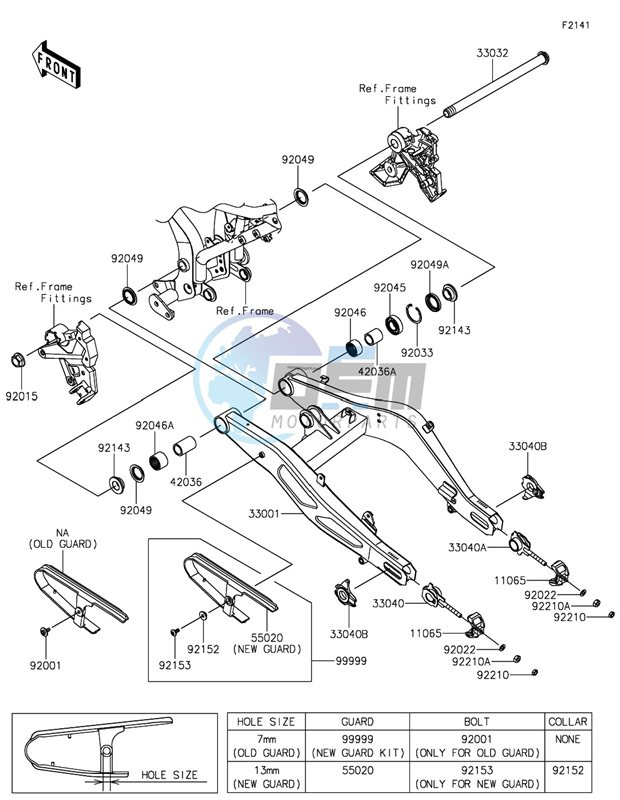 F2141
FRONT
33032
Ref.Frame
Fittings
92049
92049
Ref.Frame
Fittings
Ref.Frame
92049A
92045
92046
92143
92033
42036A
92015
OEM
MOTORPARTS
92046A
92143
42036
92049
33001
33040B
NA
(OLD GUARD)
33040A
11065
92022
92210A
92210
33040
33040B
11065
92022
92210A
92210
92001
92152
92153
55020
(NEW GUARD)
99999
HOLE SIZE
HOLE SIZE GUARD BOLT COLLAR
7mm 99999 92001 NONE
(OLD GUARD) (NEW GUARD KIT) (ONLY FOR OLD GUARD)
13mm 55020 92153 92152
(NEW GUARD) (ONLY FOR NEW GUARD)